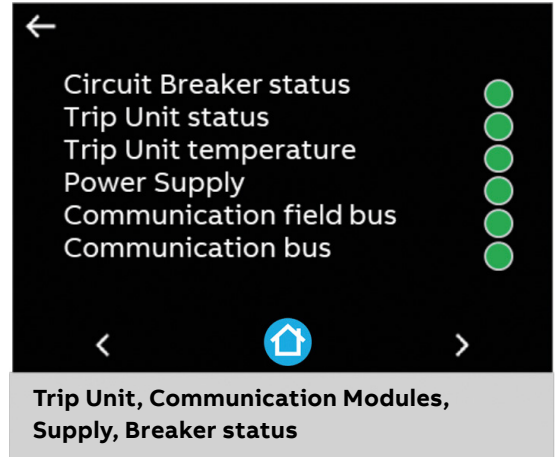 Circuit Breaker status
Trip Unit status
Trip Unit temperature
Power Supply
Communication field bus
Communication bus
Trip Unit, Communication Modules,
Supply, Breaker status